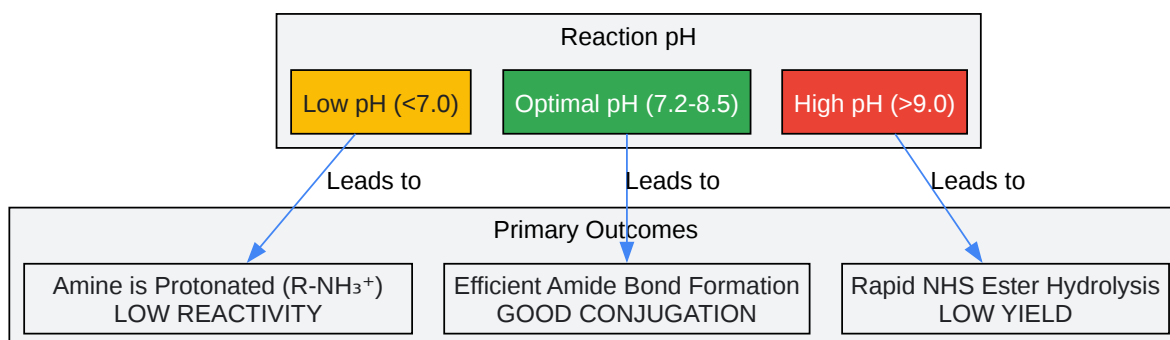 Reaction pH
Low pH (<7.0)
Optimal pH (7.2-8.5)
High pH (>9.0)
Leads to
Leads to
Leads to
Primary Outcomes
Amine is Protonated (R-NH₃⁺)
LOW REACTIVITY
Efficient Amide Bond Formation
GOOD CONJUGATION
Rapid NHS Ester Hydrolysis
LOW YIELD